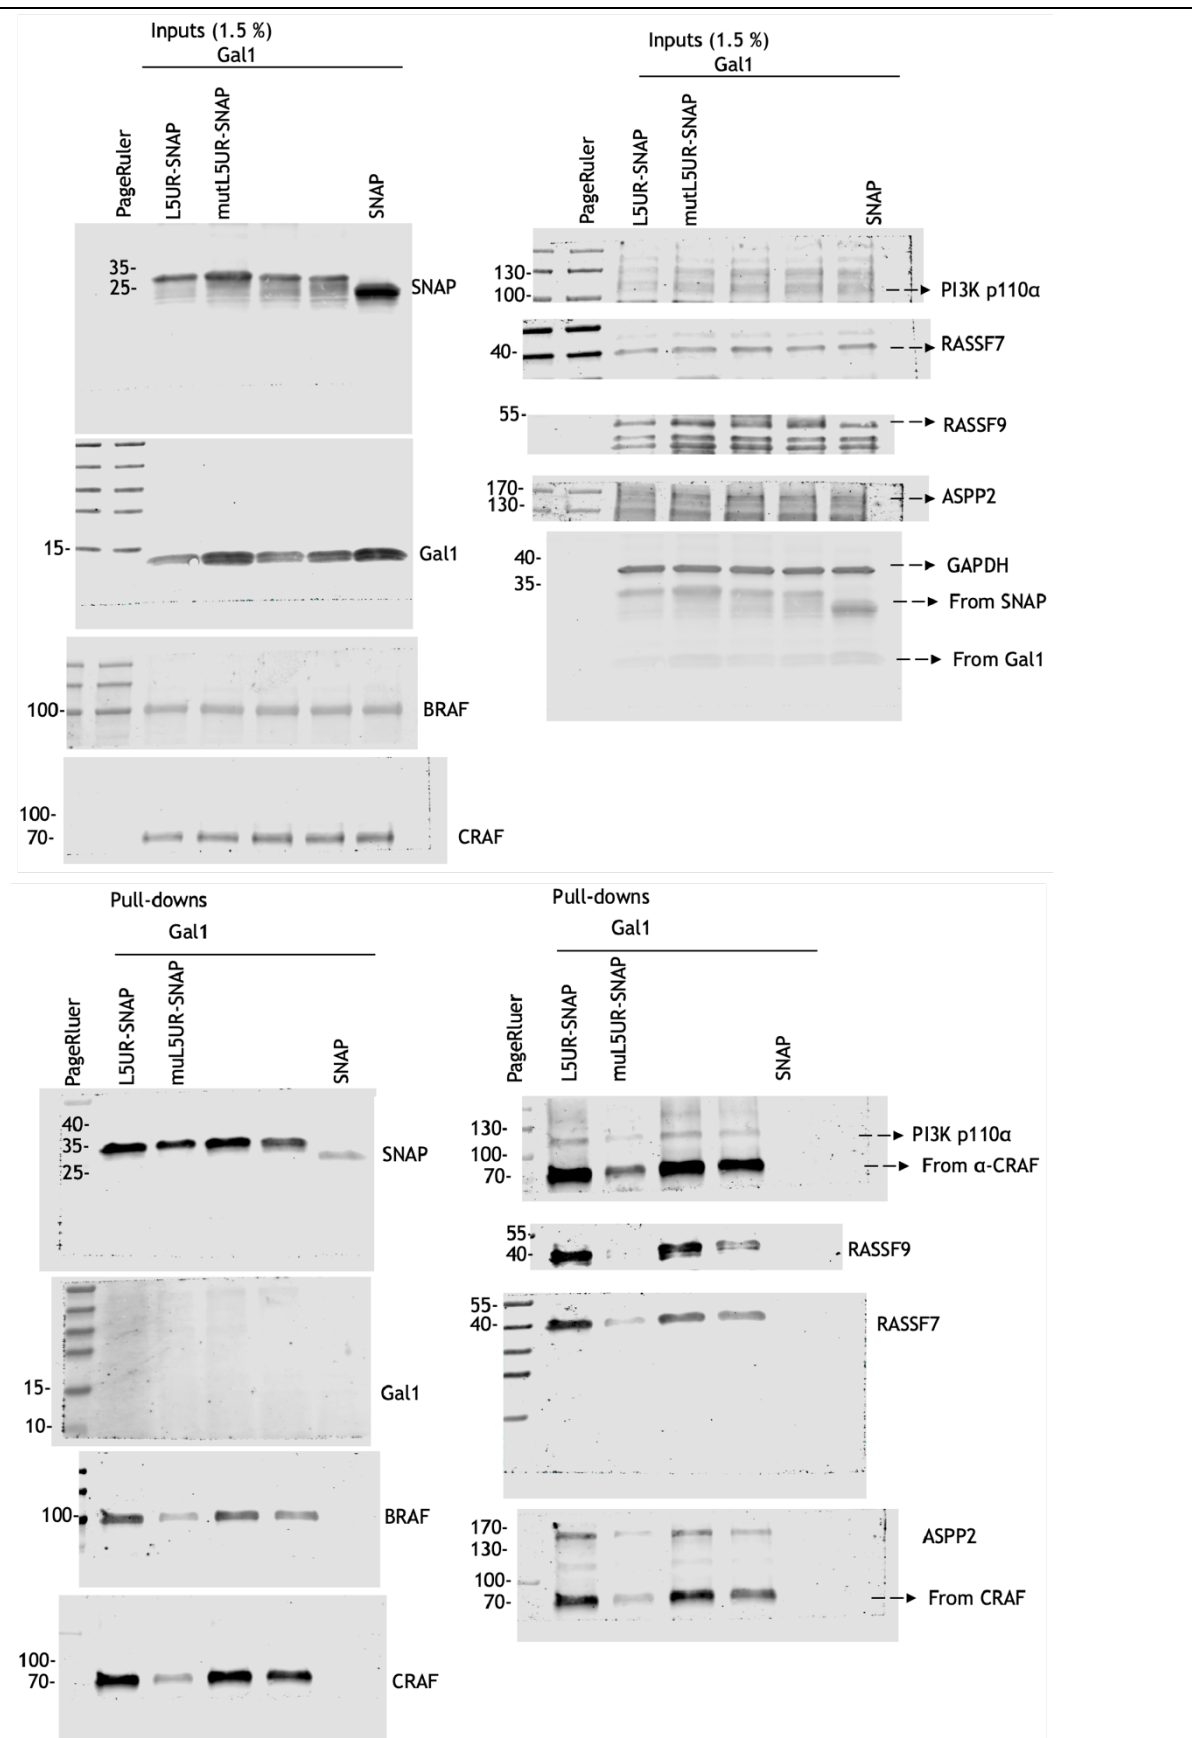 Inputs (1.5 %)
Gal1
PageRuler
L5UR-SNAP
mutL5UR-SNAP
SNAP
35-
25-
SNAP
15-
Gal1
100-
BRAF
100-
70-
CRAF
Inputs (1.5 %)
Gal1
PageRuler
L5UR-SNAP
mutL5UR-SNAP
SNAP
130-
100-
PI3K p110α
40-
RASSF7
55-
RASSF9
170-
130-
ASPP2
40-
35-
GAPDH
From SNAP
From Gal1
Pull-downs
Gal1
PageRluer
L5UR-SNAP
muL5UR-SNAP
SNAP
40-
35-
25-
SNAP
15-
10-
Gal1
100-
BRAF
100-
70-
CRAF
Pull-downs
Gal1
PageRluer
L5UR-SNAP
muL5UR-SNAP
SNAP
130-
100-
70-
PI3K p110α
From α-CRAF
55-
40-
RASSF9
55-
40-
RASSF7
170-
130-
100-
70-
ASPP2
From CRAF